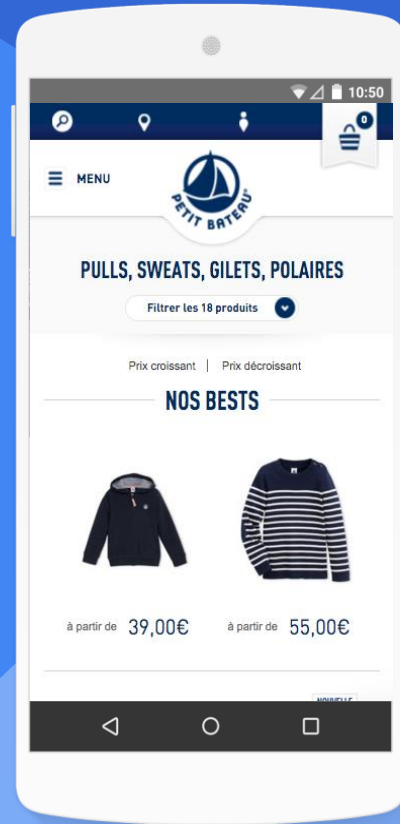 10:50
0
MENU
PETIT BATEAU
PULLS, SWEATS, GILETS, POLAIRES
Filtrer les 18 produits
Prix croissant | Prix décroissant
NOS BESTS
à partir de 39,00€ à partir de 55,00€
NOUVELLE